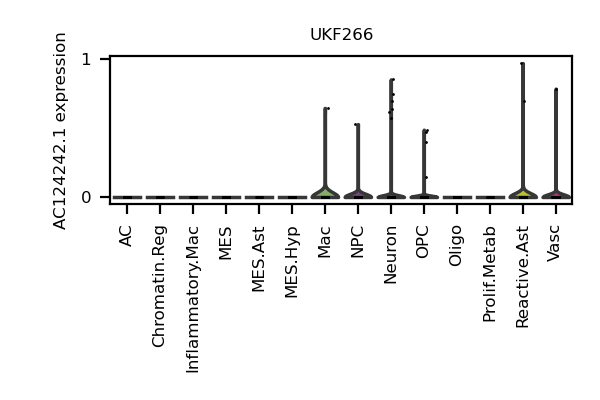 UKF266
AC124242.1 expression
1
0
AC
Chromatin.Reg
Inflammatory.Mac
MES
MES.Ast
MES.Hyp
Mac
NPC
Neuron
OPC
Oligo
Prolif.Metab
Reactive.Ast
Vasc